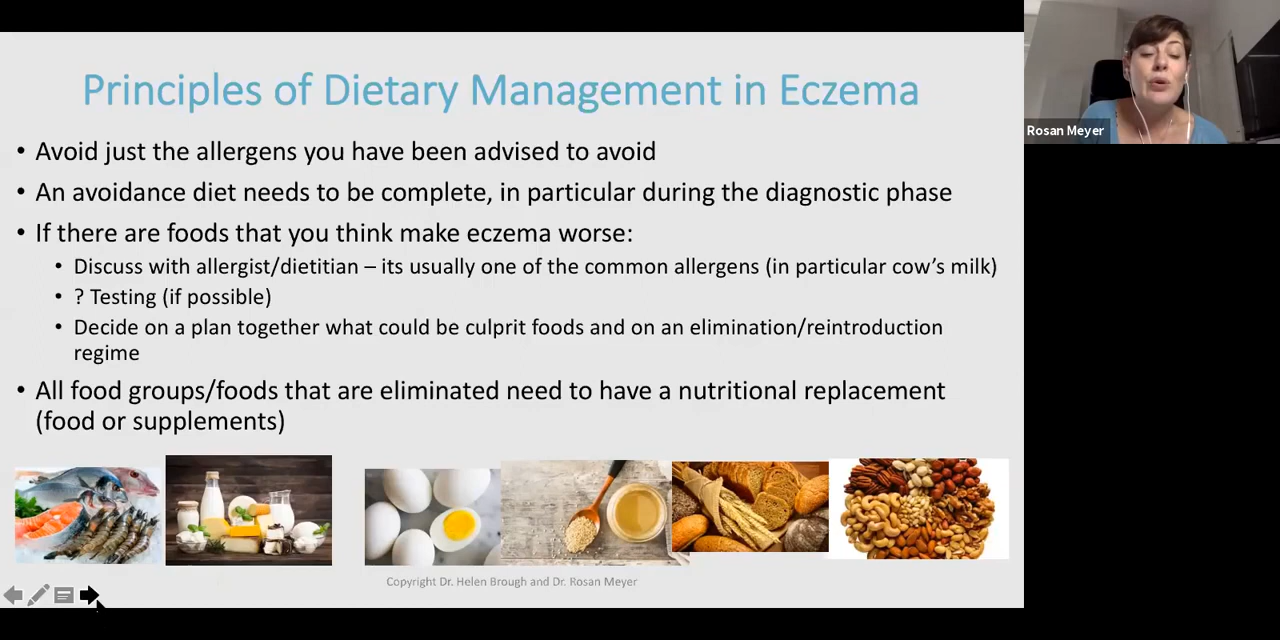 Principles of Dietary Management in Eczema
• Avoid just the allergens you have been advised to avoid
• An avoidance diet needs to be complete, in particular during the diagnostic phase
• If there are foods that you think make eczema worse:
• Discuss with allergist/dietitian – its usually one of the common allergens (in particular cow's milk)
• ? Testing (if possible)
• Decide on a plan together what could be culprit foods and on an elimination/reintroduction
regime
• All food groups/foods that are eliminated need to have a nutritional replacement
(food or supplements)
Copyright Dr. Helen Brough and Dr. Rosan Meyer
Rosan Meyer